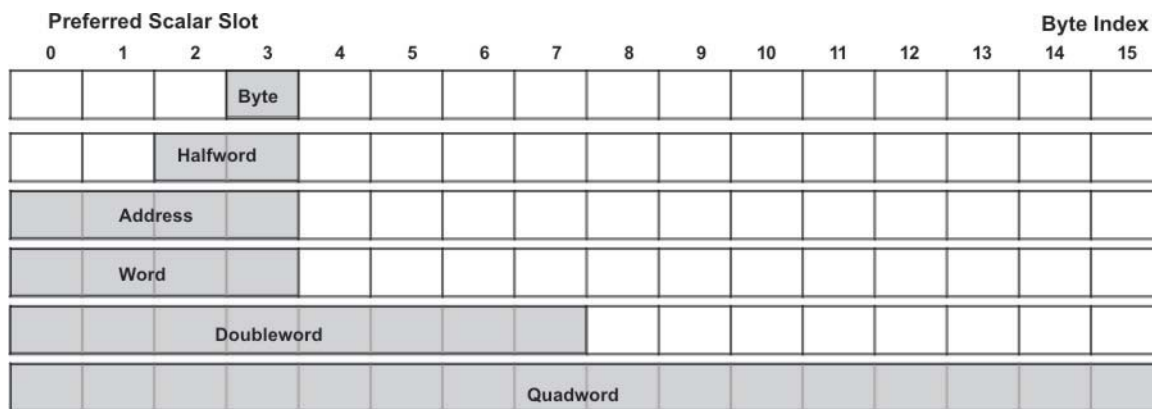 Preferred Scalar Slot Byte Index
0 1 2 3 4 5 6 7 8 9 10 11 12 13 14 15
Byte
Halfword
Address
Word
Doubleword
Quadword